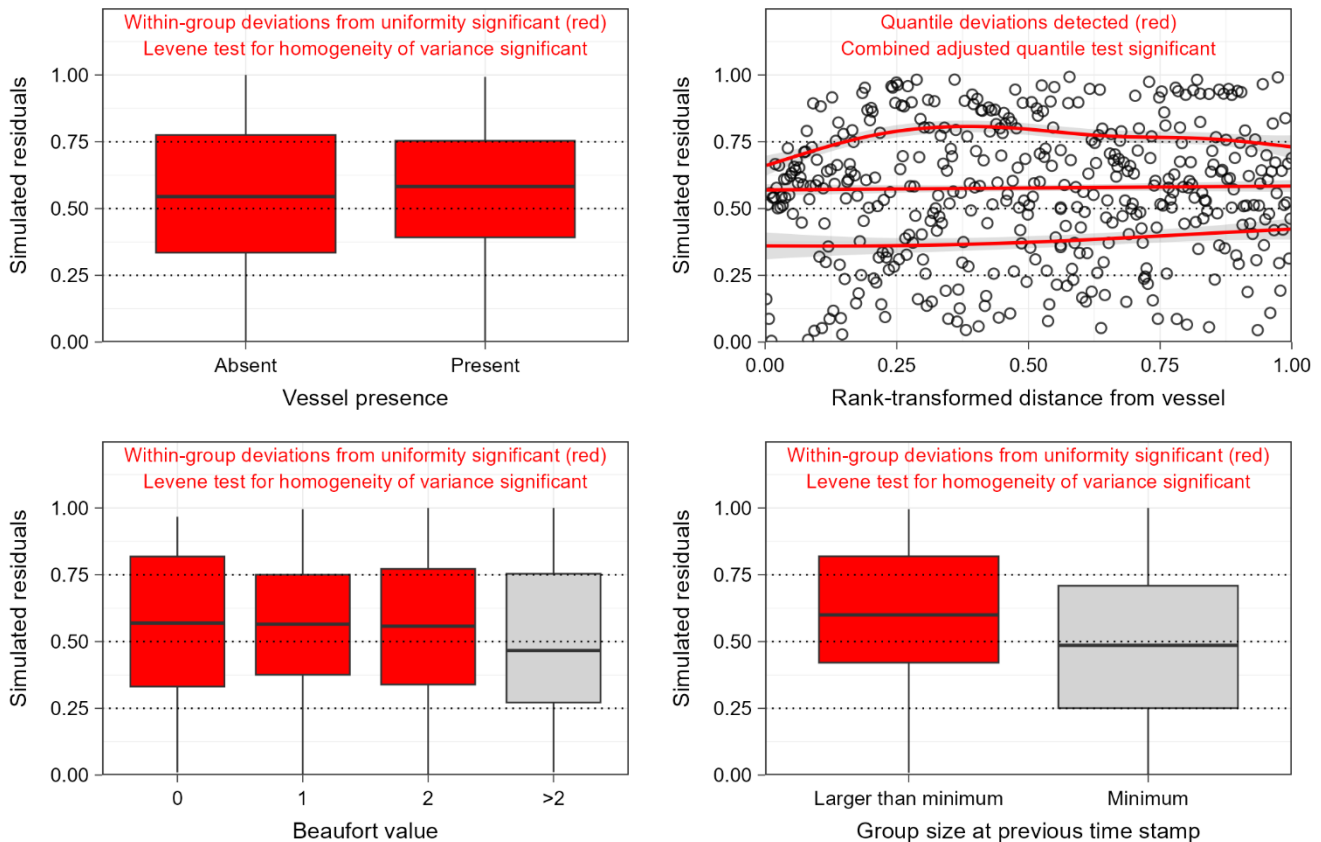 Within-group deviations from uniformity significant (red)
Levene test for homogeneity of variance significant
1.00
0.75
0.50
0.25
0.00
Simulated residuals
Absent
Present
Vessel presence
Quantile deviations detected (red)
Combined adjusted quantile test significant
1.00
0.75
0.50
0.25
0.00
Simulated residuals
0.00
0.25
0.50
0.75
1.00
Rank-transformed distance from vessel
Within-group deviations from uniformity significant (red)
Levene test for homogeneity of variance significant
1.00
0.75
0.50
0.25
0.00
Simulated residuals
0
1
2
>2
Beaufort value
Within-group deviations from uniformity significant (red)
Levene test for homogeneity of variance significant
1.00
0.75
0.50
0.25
0.00
Simulated residuals
Larger than minimum
Minimum
Group size at previous time stamp